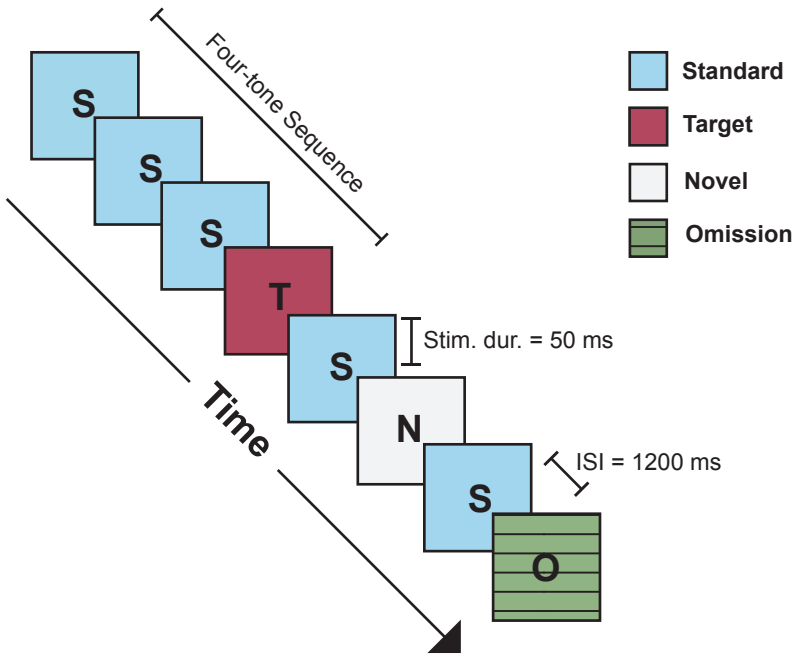 Four-tone Sequence
S
S
S
T
S
N
S
O
Stim. dur. = 50 ms
ISI = 1200 ms
Time
Standard
Target
Novel
Omission